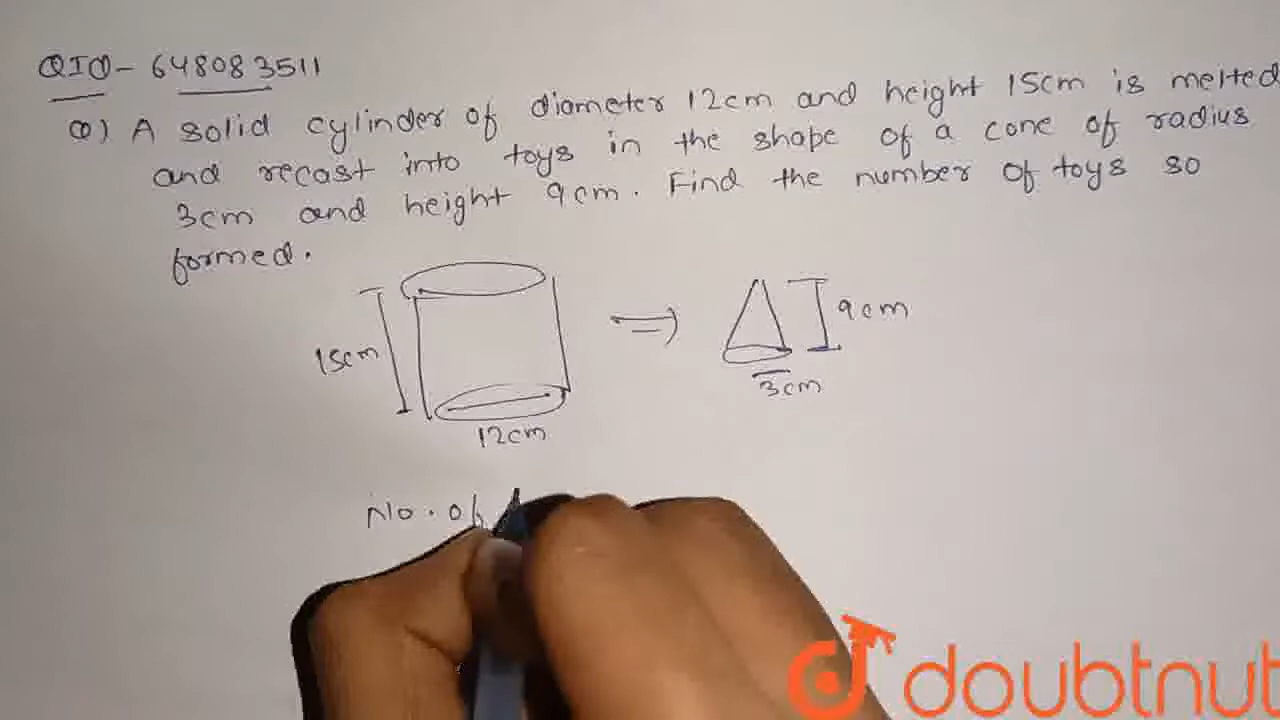 QID- 648083511
Q) A solid cylinder of diameter 12cm and height 15cm is melted
and recast into toys in the shape of a cone of radius
3cm and height 9cm. Find the number of toys so
formed.
15cm
9cm
3cm
12cm
No. of
doubtnut